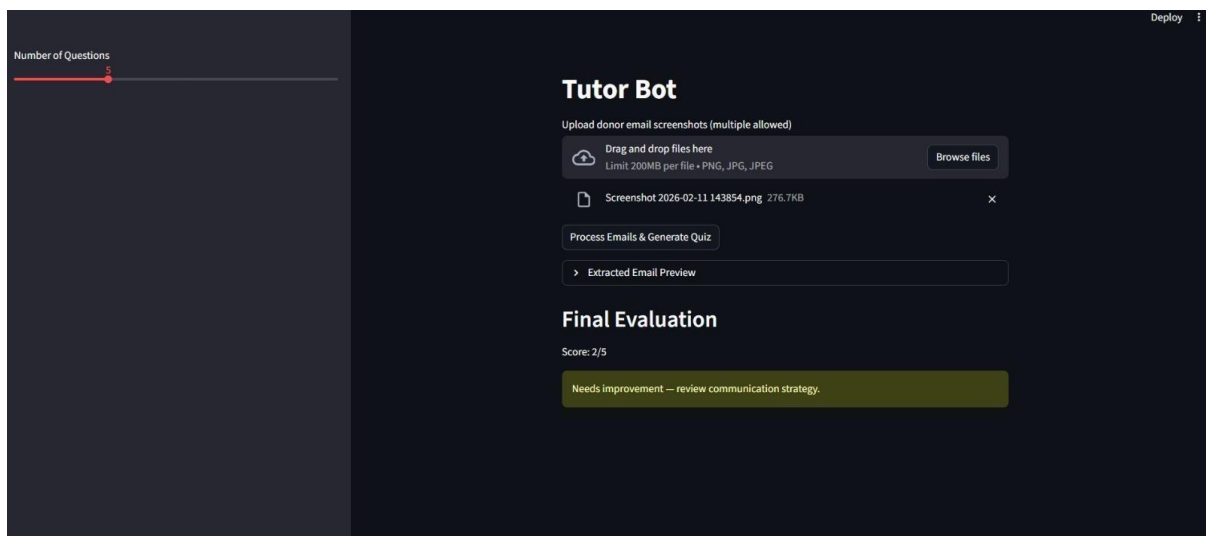 Deploy
Number of Questions
5
Tutor Bot
Upload donor email screenshots (multiple allowed)
Drag and drop files here
Limit 200MB per file • PNG, JPG, JPEG
Browse files
Screenshot 2026-02-11 143854.png 276.7KB
Process Emails & Generate Quiz
Extracted Email Preview
Final Evaluation
Score: 2/5
Needs improvement — review communication strategy.